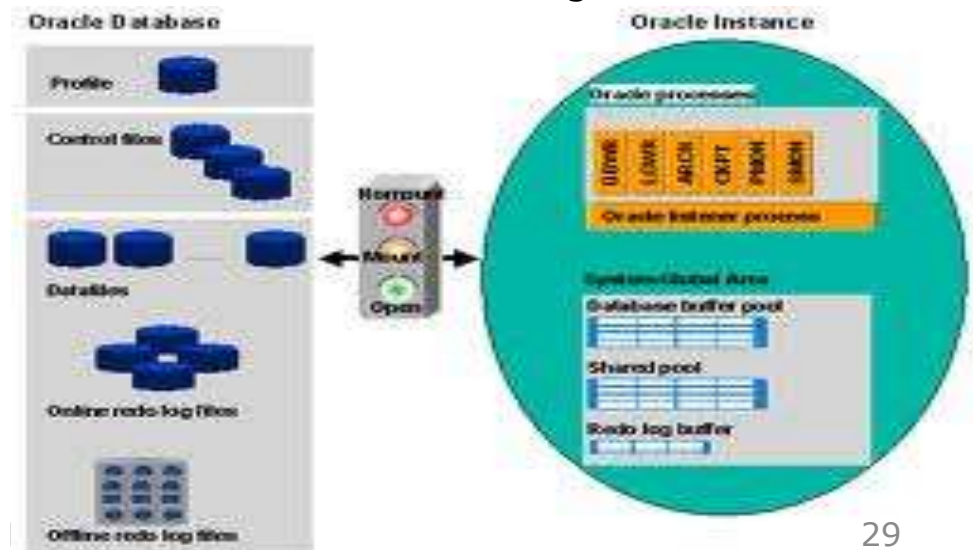 Oracle Database
Profile
Control files
Datafiles
Online redo log files
Offline redo log files
Nomount
Mount
Open
Oracle Instance
Oracle processes
DBWR
LGWR
ARCH
CKPT
PMON
SMON
Oracle listener process
System Global Area
Database buffer pool
Shared pool
Redo log buffer
29